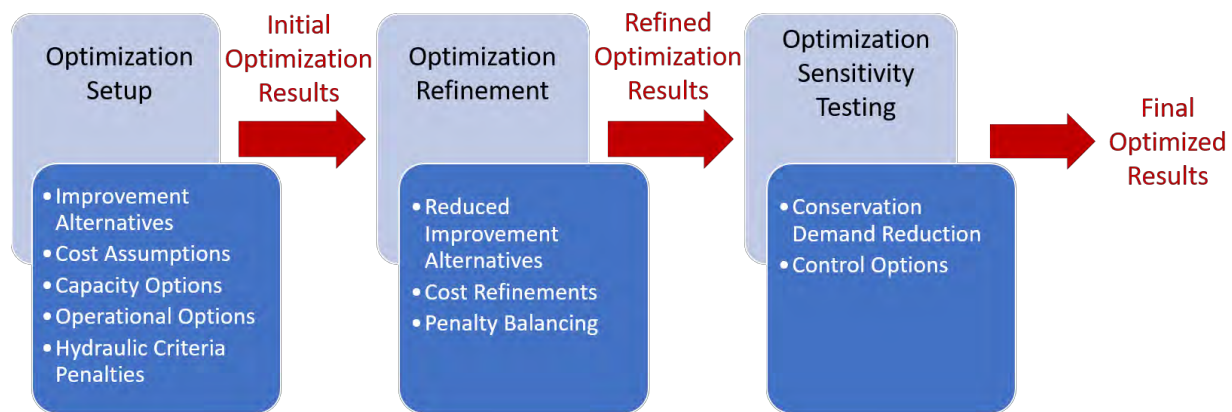 Optimization
Setup
Initial
Optimization
Results
Optimization
Refinement
Refined
Optimization
Results
Optimization
Sensitivity
Testing
Final
Optimized
Results
•Improvement
Alternatives
•Cost Assumptions
•Capacity Options
•Operational Options
•Hydraulic Criteria
Penalties
•Reduced
Improvement
Alternatives
•Cost Refinements
•Penalty Balancing
•Conservation
Demand Reduction
•Control Options